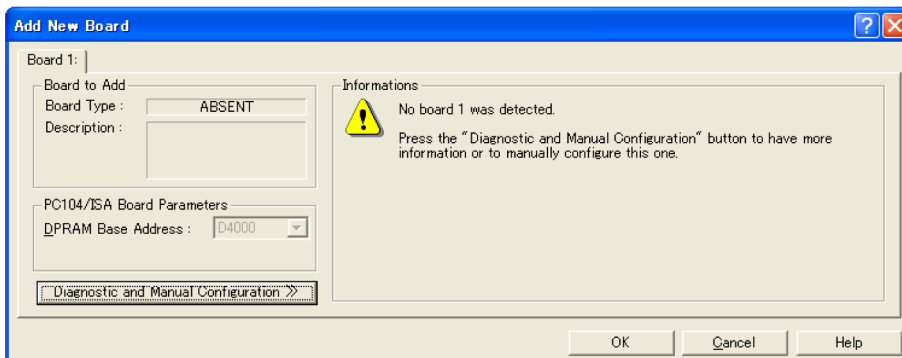 Add New Board
Board 1:
Board to Add
Board Type :
ABSENT
Description :
PC104/ISA Board Parameters
DPRAM Base Address :
D4000
Diagnostic and Manual Configuration >>
Informations
No board 1 was detected.
Press the "Diagnostic and Manual Configuration" button to have more
information or to manually configure this one.
OK
Cancel
Help